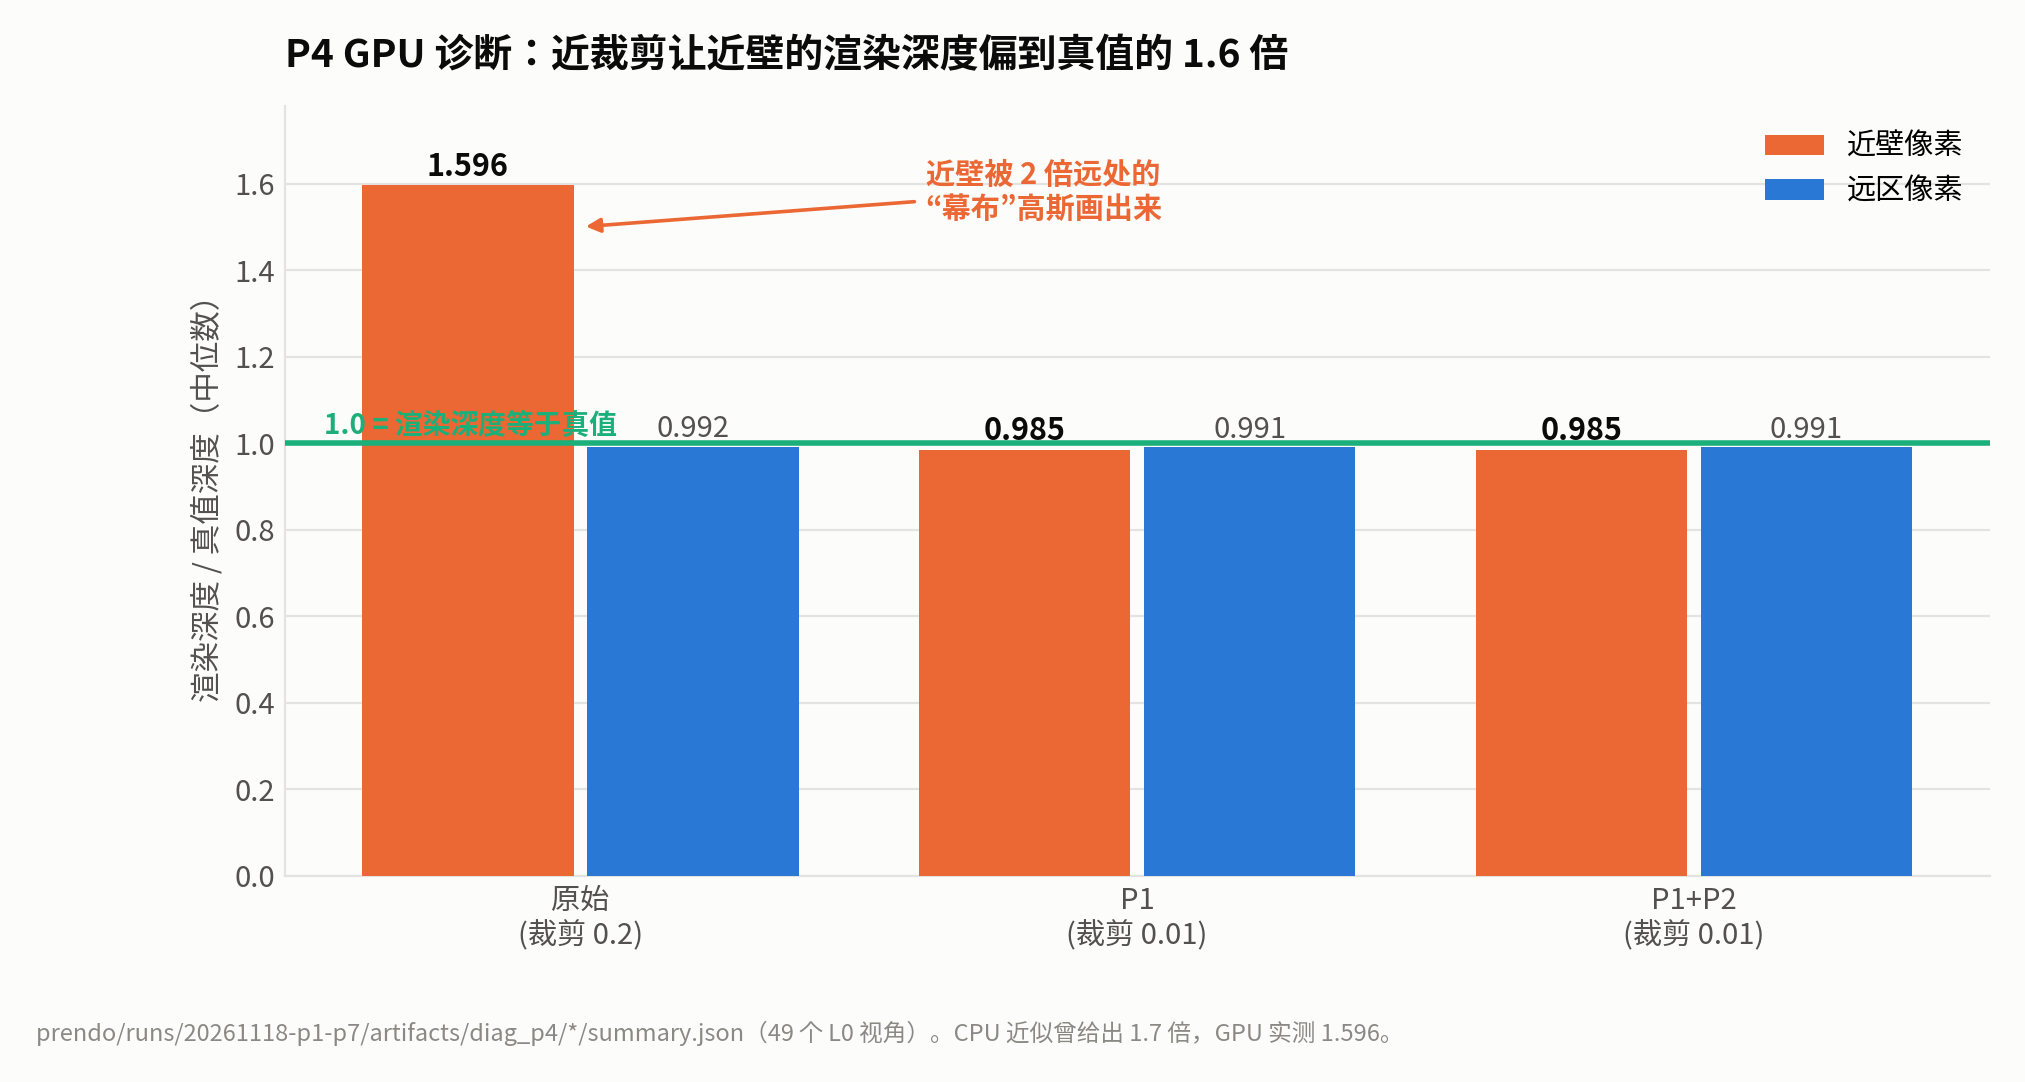 P4 GPU 诊断：近裁剪让近壁的渲染深度偏到真值的 1.6 倍
近壁像素
远区像素
1.596
近壁被 2 倍远处的
“幕布”高斯画出来
1.0 = 渲染深度等于真值
0.992
0.985
0.991
0.985
0.991
渲染深度 / 真值深度（中位数）
1.6
1.4
1.2
1.0
0.8
0.6
0.4
0.2
0.0
原始
(裁剪 0.2)
P1
(裁剪 0.01)
P1+P2
(裁剪 0.01)
prendo/runs/20261118-p1-p7/artifacts/diag_p4/*/summary.json（49 个 L0 视角）。CPU 近似曾给出 1.7 倍，GPU 实测 1.596。